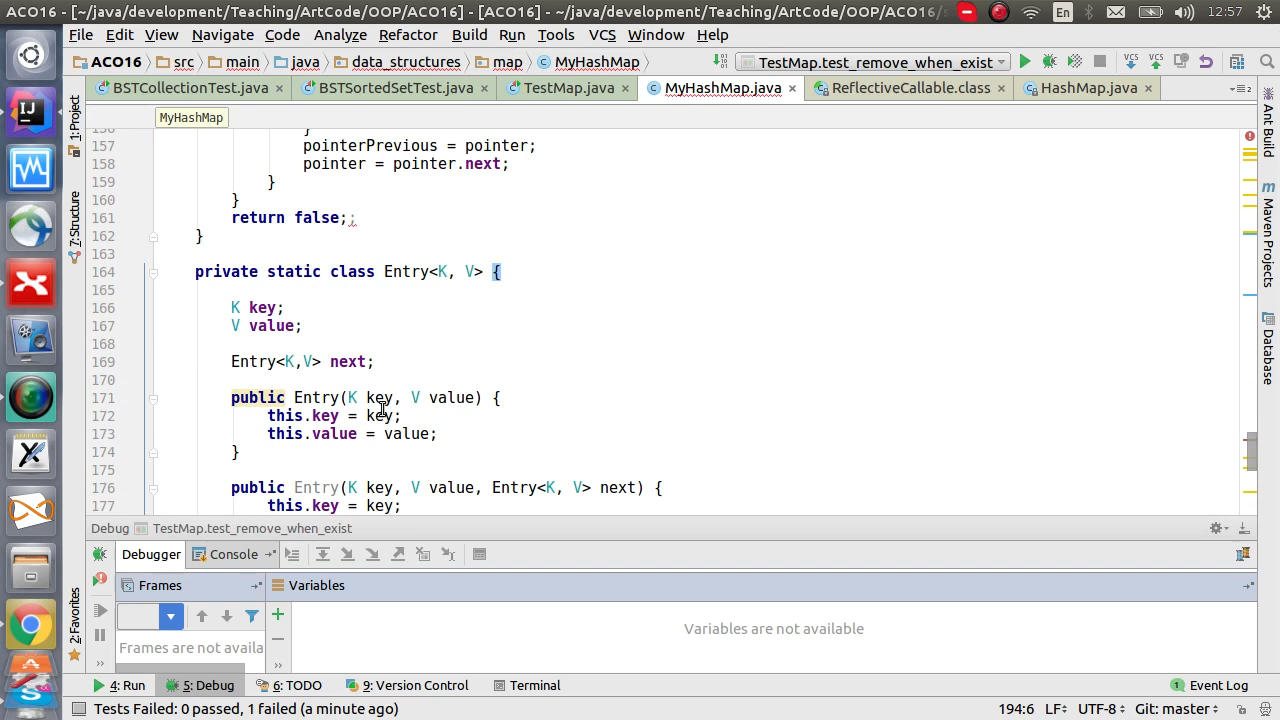 ACO16 - [~/java/development/Teaching/ArtCode/OOP/ACO16] - [ACO16] - ~/java/development/Teaching/ArtCode/OOP/ACO16/
En 12:57
File Edit View Navigate Code Analyze Refactor Build Run Tools VCS Window Help
ACO16 src main java data_structures map MyHashMap TestMap.test_remove_when_exist VCS VCS
BSTCollectionTest.java BSTSortedSetTest.java TestMap.java MyHashMap.java ReflectiveCallable.class HashMap.java
MyHashMap
1: Project
7: Structure
2: Favorites
Ant Build
Maven Projects
Database
156 }
157 pointerPrevious = pointer;
158 pointer = pointer.next;
159 }
160 }
161 return false;;
162 }
163
164 private static class Entry<K, V> {
165
166 K key;
167 V value;
168
169 Entry<K,V> next;
170
171 public Entry(K key, V value) {
172 this.key = key;
173 this.value = value;
174 }
175
176 public Entry(K key, V value, Entry<K, V> next) {
177 this.key = key;
Debug TestMap.test_remove_when_exist
Debugger Console
Frames Variables
Frames are not availa
Variables are not available
4: Run 5: Debug 6: TODO 9: Version Control Terminal 1 Event Log
Tests Failed: 0 passed, 1 failed (a minute ago) 194:6 LF UTF-8 Git: master